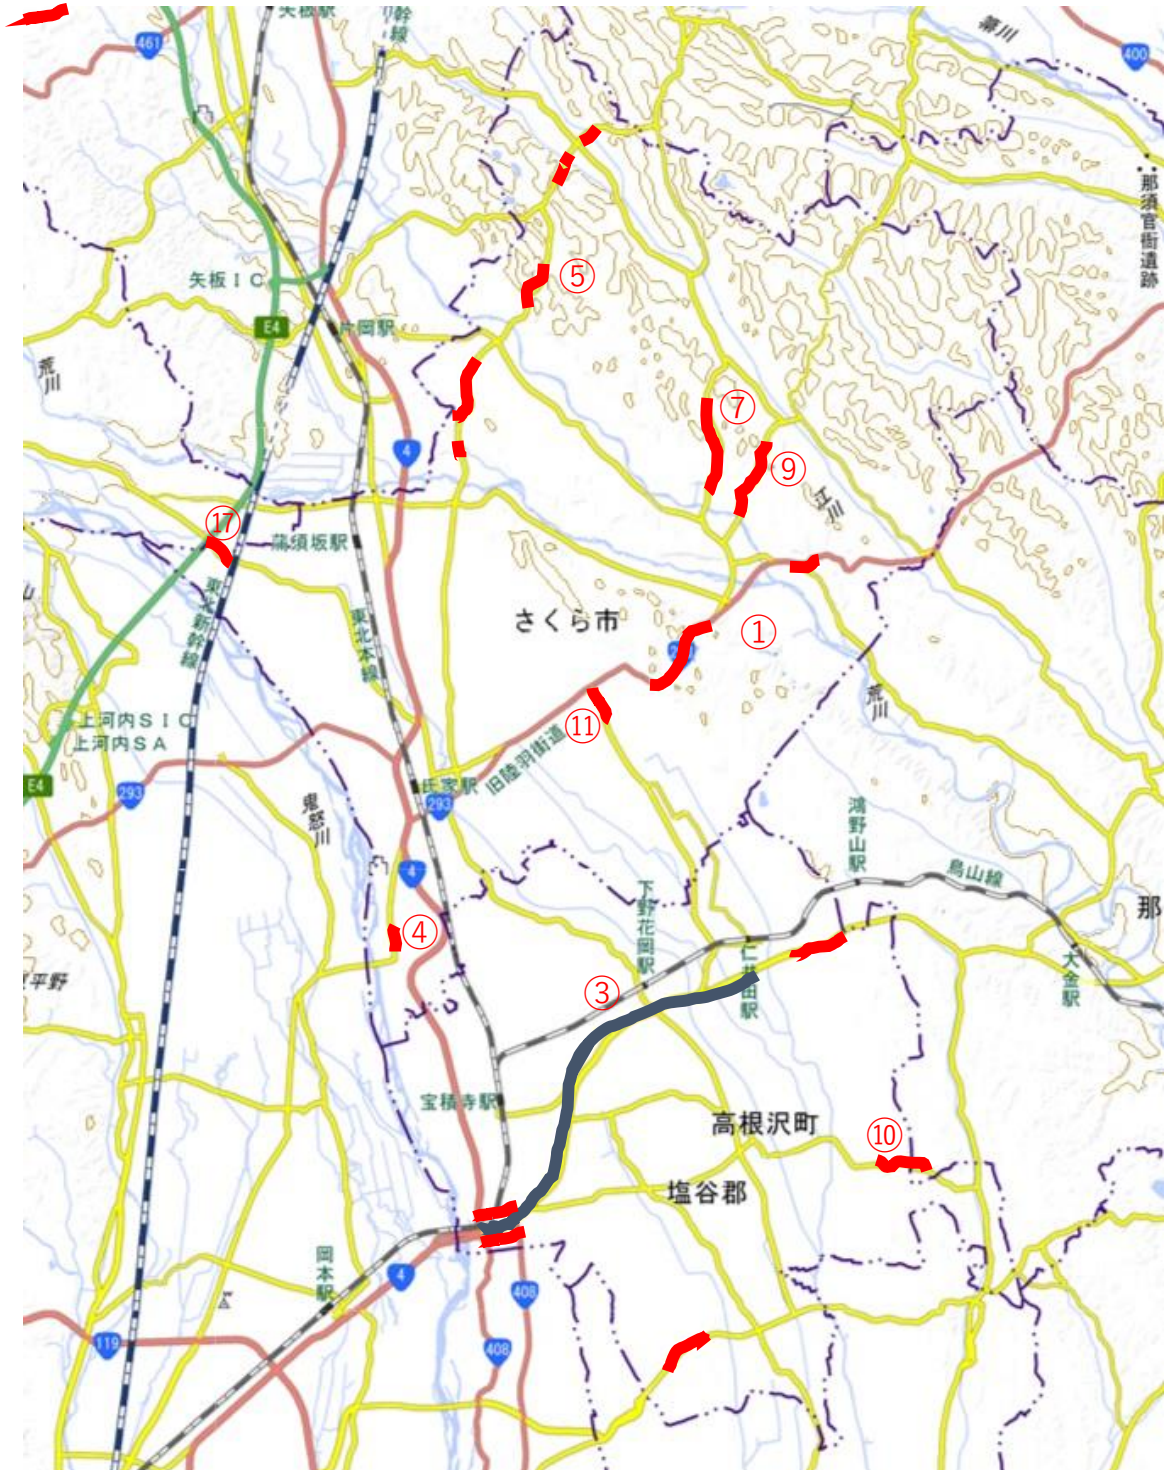 矢板駅
幹線
461
箒川
400
那須官衙遺跡
矢板IC
⑤
E4
片岡駅
荒川
⑦
4
⑨
江川
⑰
蒲須坂駅
東北新幹線
東北本線
さくら市
①
荒川
⑪
上河内SIC
上河内SA
旧陸羽街道
氏家駅
E4
293
293
鬼怒川
鴻野山駅
4
烏山線
下野花岡駅
那
④
仁井田駅
大金駅
平野
③
宝積寺駅
高根沢町
⑩
塩谷郡
岡本駅
4
408
119
408